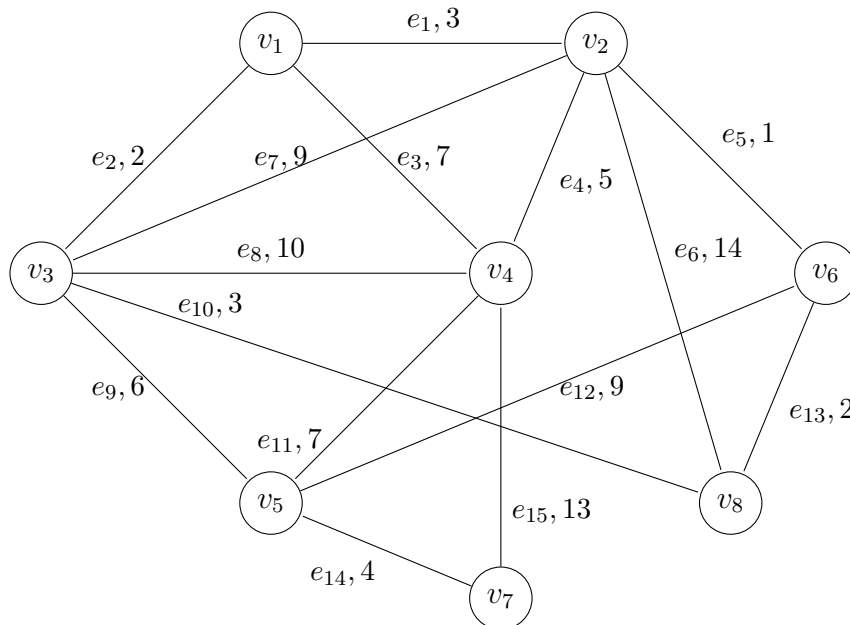 e₁, 3
v₁
v₂
e₅, 1
e₂, 2
e₇, 9
e₃, 7
e₄, 5
e₈, 10
e₆, 14
v₃
v₄
v₆
e₁₀, 3
e₉, 6
e₁₂, 9
e₁₃, 2
e₁₁, 7
v₅
v₈
e₁₅, 13
e₁₄, 4
v₇